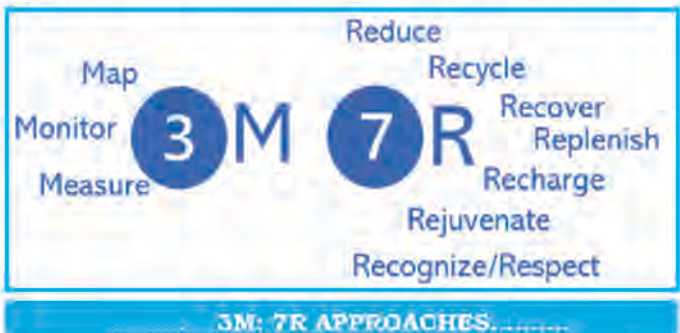 Map
Monitor
Measure
3M
7R
Reduce
Recycle
Recover
Replenish
Recharge
Rejuvenate
Recognize/Respect
3M: 7R APPROACHES..........